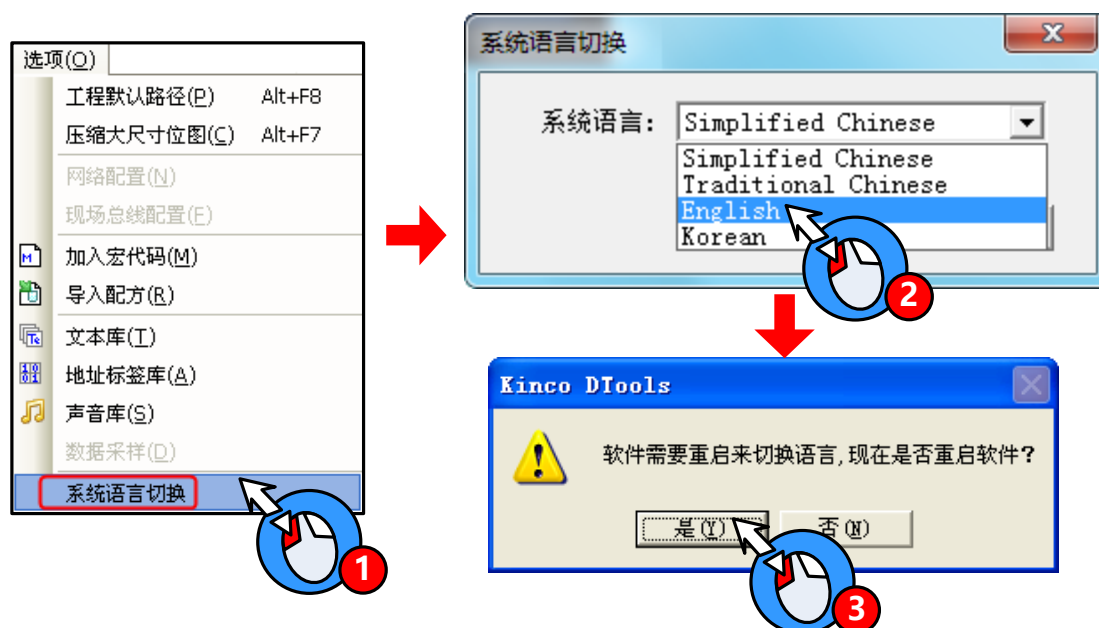 选项(O)
工程默认路径(P) Alt+F8
压缩大尺寸位图(C) Alt+F7
网络配置(N)
现场总线配置(F)
加入宏代码(M)
导入配方(R)
文本库(T)
地址标签库(A)
声音库(S)
数据采样(D)
系统语言切换
1
系统语言切换
系统语言: Simplified Chinese
Simplified Chinese
Traditional Chinese
English
Korean
2
Kinco DTools
软件需要重启来切换语言,现在是否重启软件?
是(Y) 否(N)
3